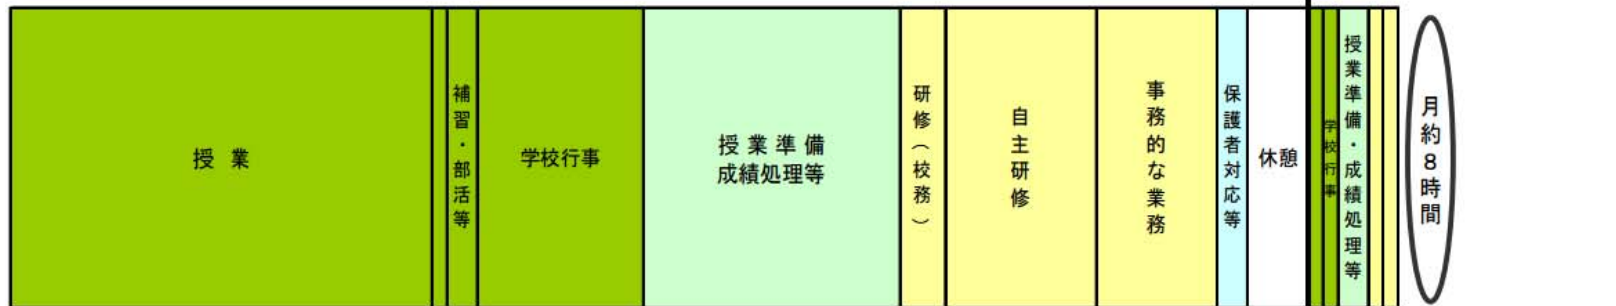 授業
補習・部活等
学校行事
授業準備
成績処理等
研修（校務）
自主研修
事務的な業務
保護者対応等
休憩
学校行事
授業準備・成績処理等
月約８時間